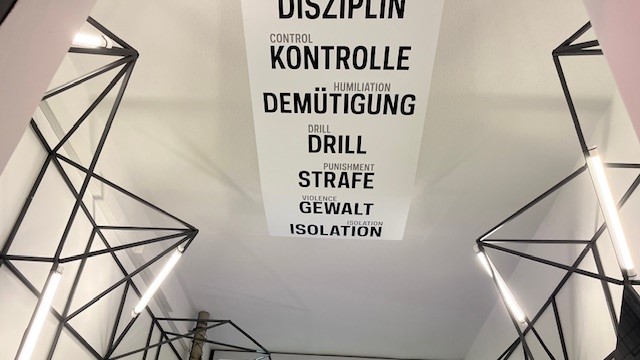 DISZIPLIN
CONTROL
KONTROLLE
HUMILIATION
DEMÜTIGUNG
DRILL
DRILL
PUNISHMENT
STRAFE
VIOLENCE
GEWALT
ISOLATION
ISOLATION